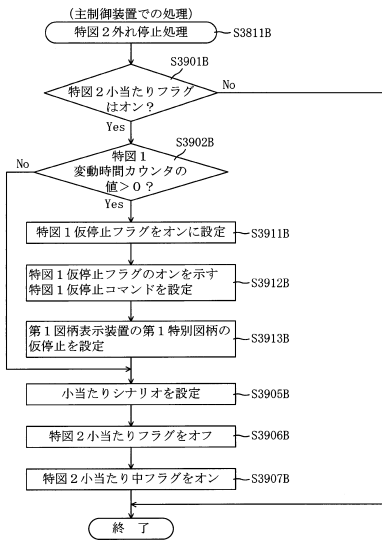 (主制御装置での処理)
特図2外れ停止処理
S3811B
S3901B
特図2小当たりフラグ
はオン?
No
Yes
S3902B
特図1
変動時間カウンタの
値>0?
No
Yes
特図1仮停止フラグをオンに設定
S3911B
特図1仮停止フラグのオンを示す
特図1仮停止コマンドを設定
S3912B
第1図柄表示装置の第1特別図柄の
仮停止を設定
S3913B
小当たりシナリオを設定
S3905B
特図2小当たりフラグをオフ
S3906B
特図2小当たり中フラグをオン
S3907B
終 了